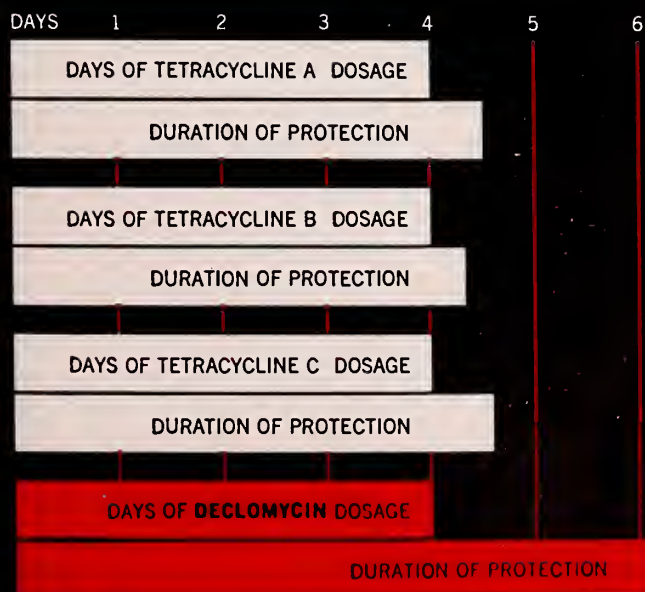 DAYS 1 2 3 4 5 6
DAYS OF TETRACYCLINE A DOSAGE
DURATION OF PROTECTION
DAYS OF TETRACYCLINE B DOSAGE
DURATION OF PROTECTION
DAYS OF TETRACYCLINE C DOSAGE
DURATION OF PROTECTION
DAYS OF DECLOMYCIN DOSAGE
DURATION OF PROTECTION